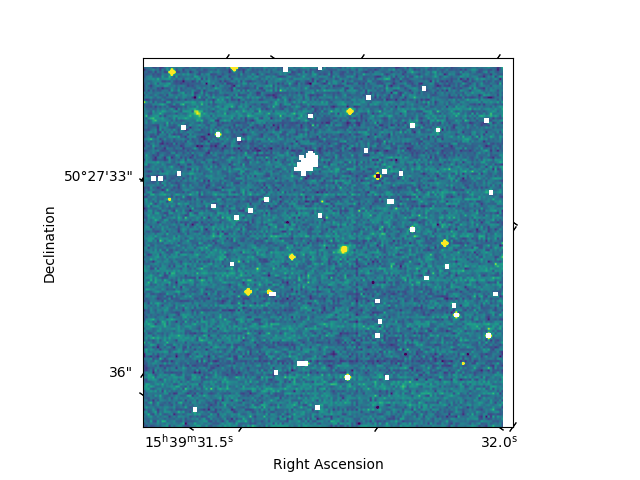 50°27'33"
Declination
36"
15ʰ39ᵐ31.5ˢ
32.0ˢ
Right Ascension